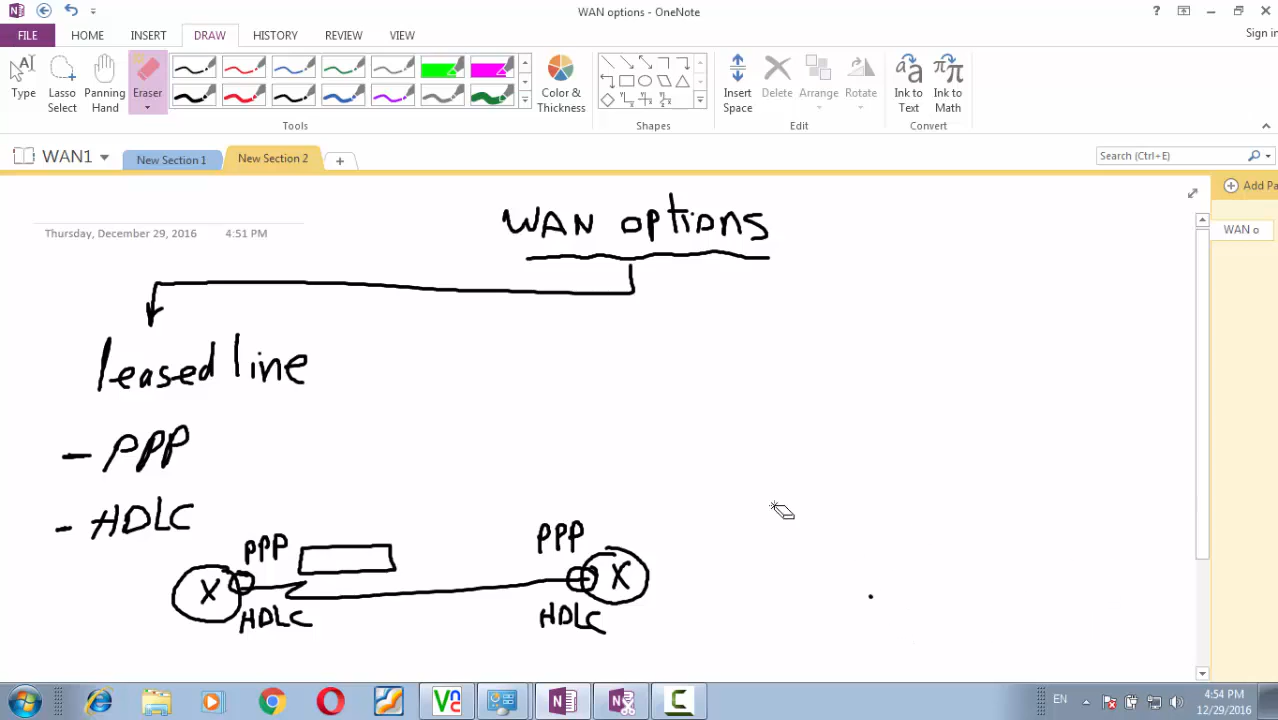 WAN options - OneNote
FILE HOME INSERT DRAW HISTORY REVIEW VIEW
Sign in
Type
Lasso Select
Panning Hand
Eraser
Color & Thickness
Insert Space
Delete
Arrange
Rotate
Ink to Text
Ink to Math
Tools
Shapes
Edit
Convert
WAN1 New Section 1 New Section 2
Search (Ctrl+E)
Add Pa
WAN o
Thursday, December 29, 2016 4:51 PM
WAN options
leased line
- PPP
- HDLC
PPP PPP
X X
HDLC HDLC
EN
4:54 PM
12/29/2016